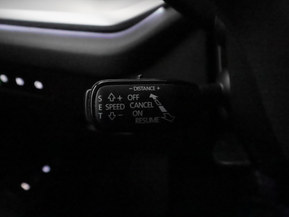 - DISTANCE +
S + OFF
E SPEED CANCEL
T - ON
RESUME